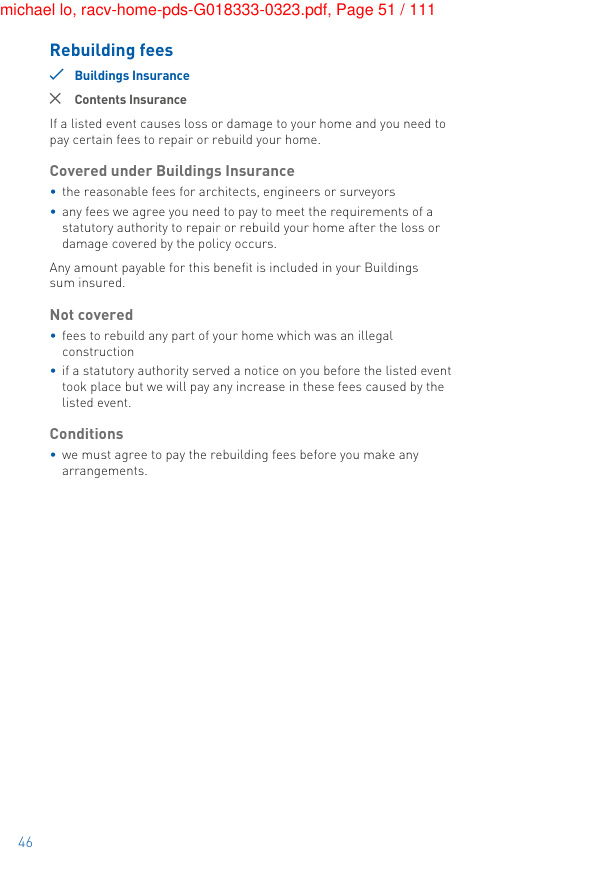 michael lo, racv-home-pds-G018333-0323.pdf, Page 51 / 111
Rebuilding fees
Buildings Insurance
Contents Insurance
If a listed event causes loss or damage to your home and you need to
pay certain fees to repair or rebuild your home.
Covered under Buildings Insurance
• the reasonable fees for architects, engineers or surveyors
• any fees we agree you need to pay to meet the requirements of a
statutory authority to repair or rebuild your home after the loss or
damage covered by the policy occurs.
Any amount payable for this benefit is included in your Buildings
sum insured.
Not covered
• fees to rebuild any part of your home which was an illegal
construction
• if a statutory authority served a notice on you before the listed event
took place but we will pay any increase in these fees caused by the
listed event.
Conditions
• we must agree to pay the rebuilding fees before you make any
arrangements.
46